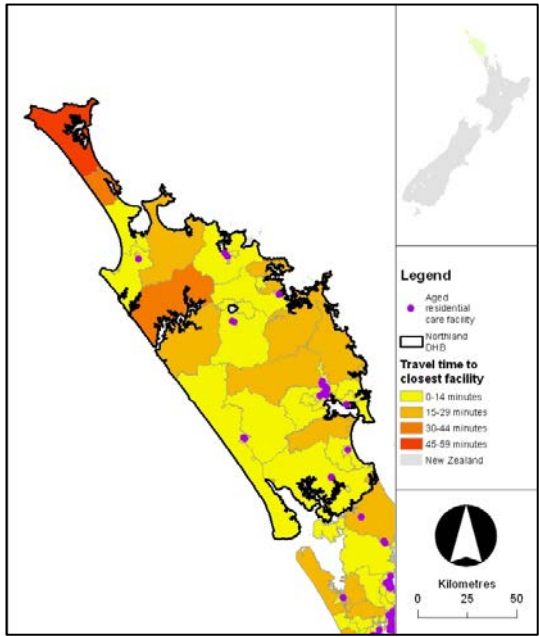 Legend
Aged
residential
care facility
Northland
DHB
Travel time to
closest facility
0-14 minutes
15-29 minutes
30-44 minutes
45-59 minutes
New Zealand
Kilometres
0 25 50